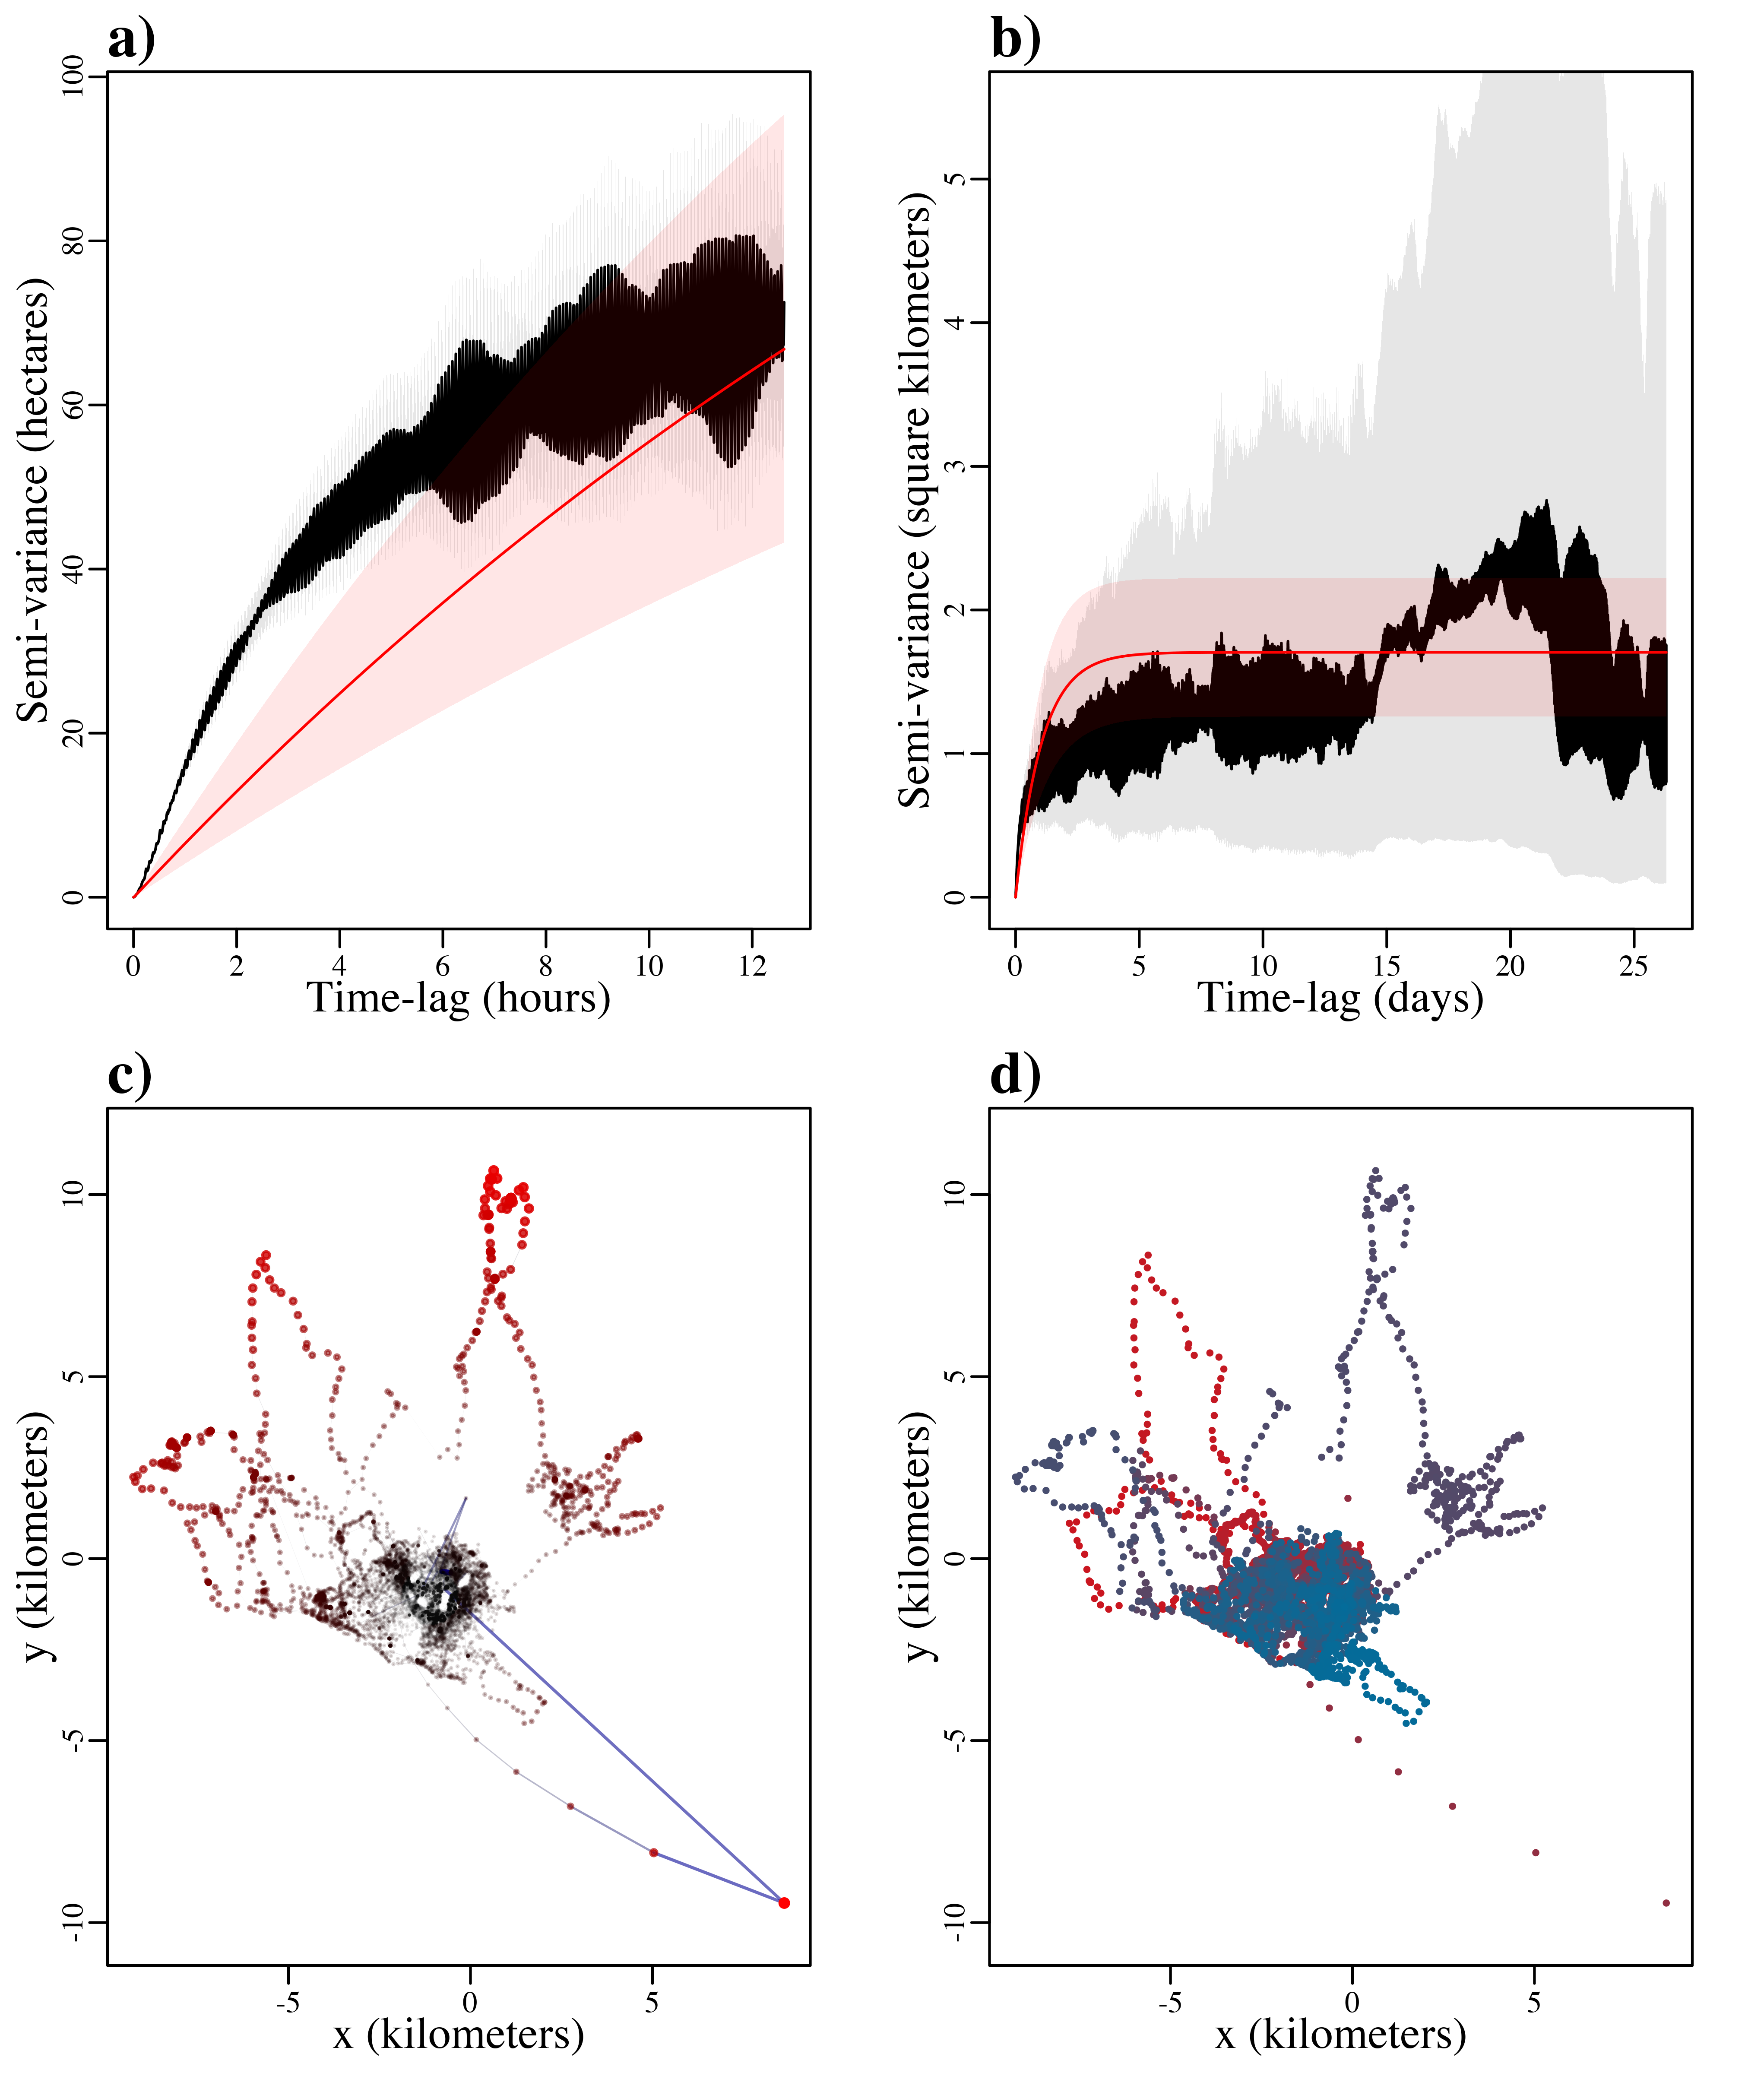 a)
100
80
60
40
20
0
Semi-variance (hectares)
0 2 4 6 8 10 12
Time-lag (hours)
b)
5
4
3
2
1
0
Semi-variance (square kilometers)
0 5 10 15 20 25
Time-lag (days)
c)
10
5
0
-5
-10
y (kilometers)
-5 0 5
x (kilometers)
d)
10
5
0
-5
-10
y (kilometers)
-5 0 5
x (kilometers)